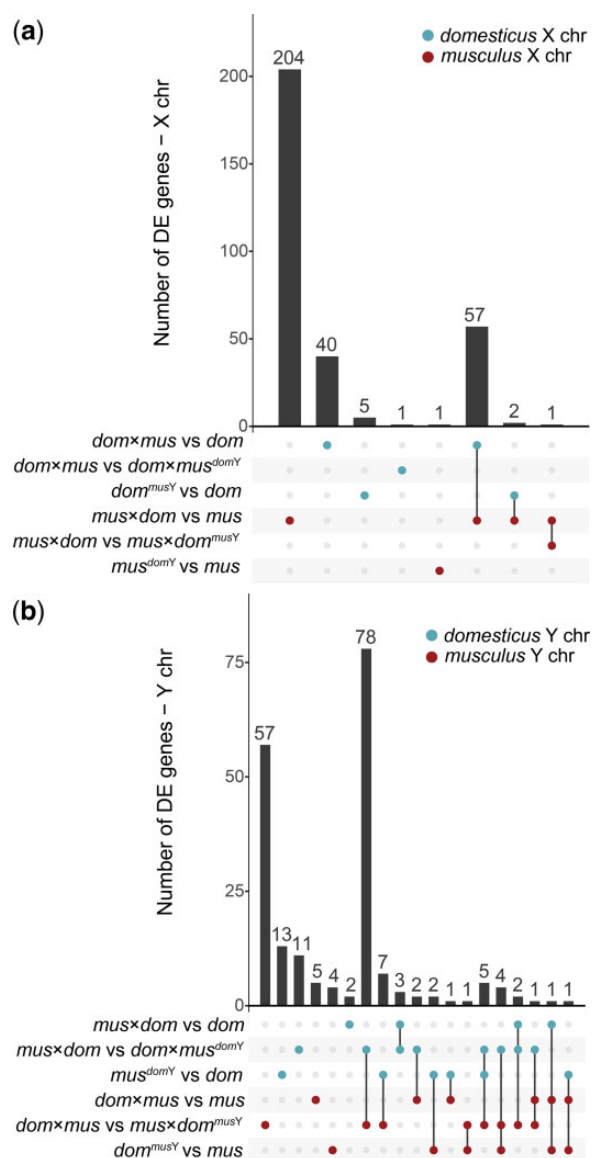 (a)
domesticus X chr
musculus X chr
Number of DE genes − X chr
200
150
100
50
0
204
40
5
1
1
57
2
1
dom×mus vs dom
dom×mus vs dom×mus^domY
dom^musY vs dom
mus×dom vs mus
mus×dom vs mus×dom^musY
mus^domY vs mus
(b)
domesticus Y chr
musculus Y chr
Number of DE genes − Y chr
75
50
25
0
57
13
11
5
4
2
78
7
3
2
2
1
1
5
4
2
1
1
1
mus×dom vs dom
mus×dom vs dom×mus^domY
mus^domY vs dom
dom×mus vs mus
dom×mus vs mus×dom^musY
dom^musY vs mus